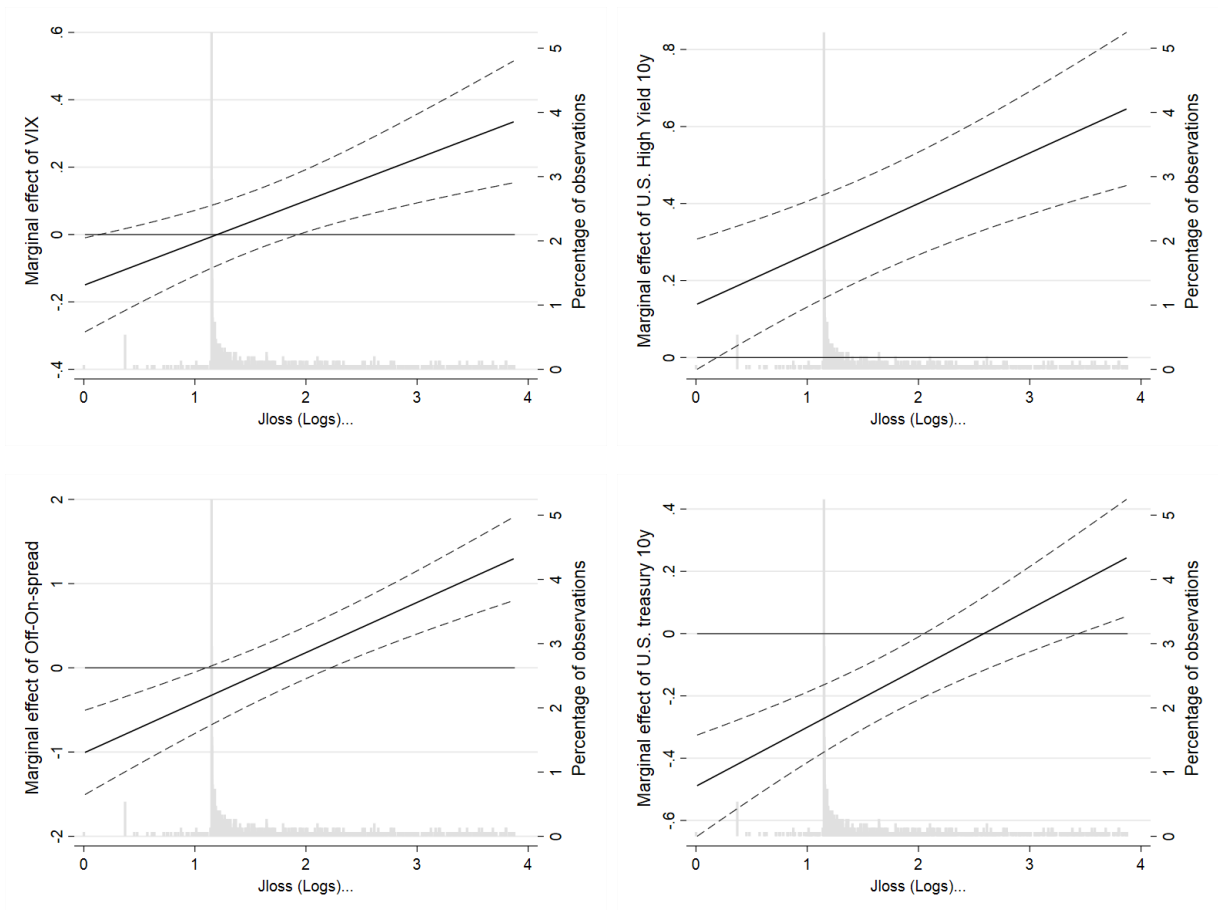 Marginal effect of VIX
.6
.4
.2
0
-.2
-.4
5
4
3
2
1
0
Percentage of observations
0 1 2 3 4
Jloss (Logs)...
Marginal effect of U.S. High Yield 10y
.8
.6
.4
.2
0
5
4
3
2
1
0
Percentage of observations
0 1 2 3 4
Jloss (Logs)...
Marginal effect of Off-On-spread
2
1
0
-1
-2
5
4
3
2
1
0
Percentage of observations
0 1 2 3 4
Jloss (Logs)...
Marginal effect of U.S. treasury 10y
.4
.2
0
-.2
-.4
-.6
5
4
3
2
1
0
Percentage of observations
0 1 2 3 4
Jloss (Logs)...